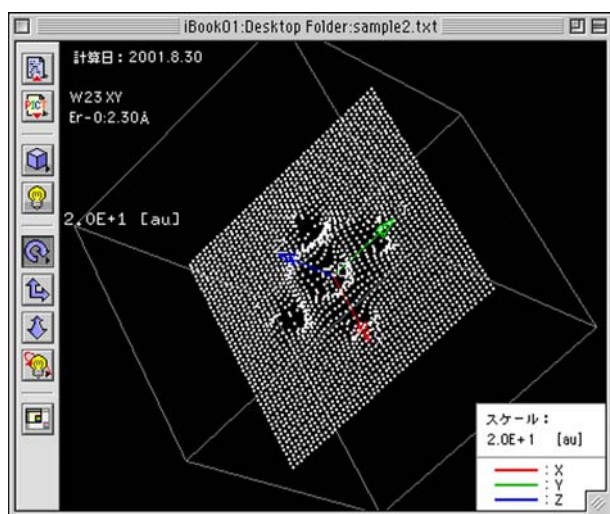 iBook01:Desktop Folder:sample2.txt
計算日：2001.8.30
W23 XY
Er-O:2.30Å
2.0E+1 [au]
PICT
Z
Y
スケール：
2.0E+1 [au]
: X
: Y
: Z